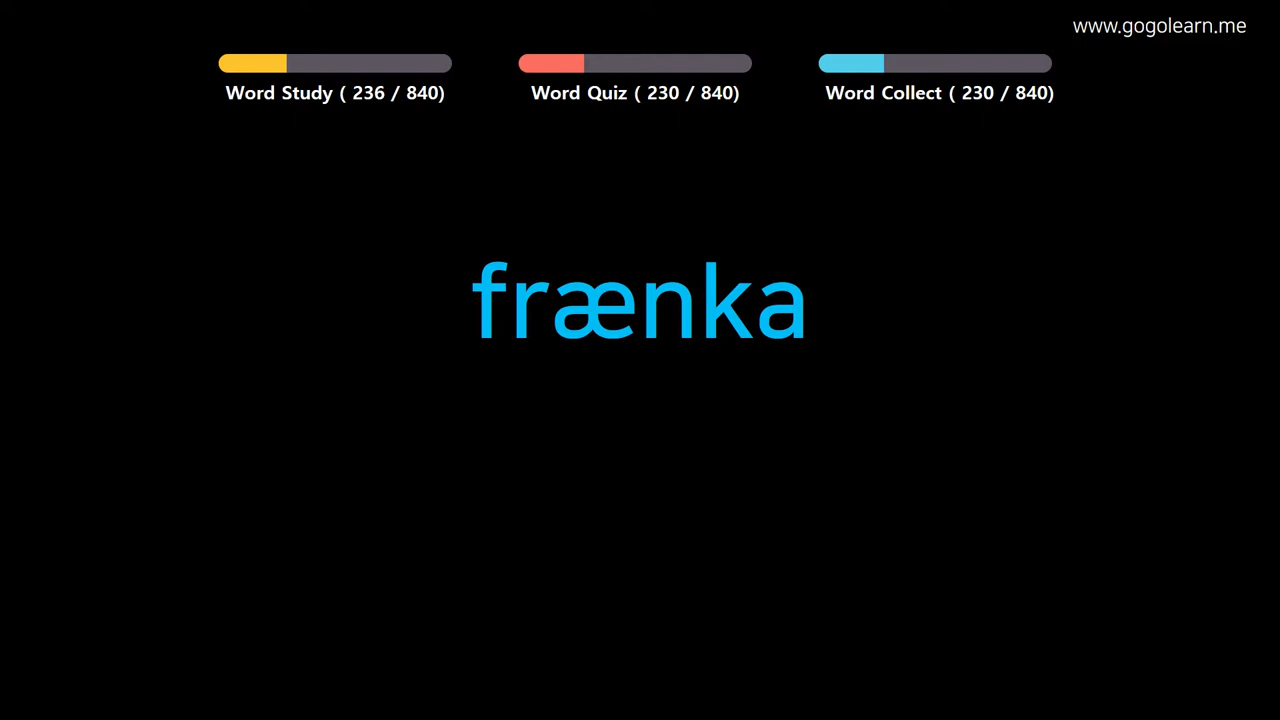 www.gogolearn.me
Word Study ( 236 / 840)
Word Quiz ( 230 / 840)
Word Collect ( 230 / 840)
frænka